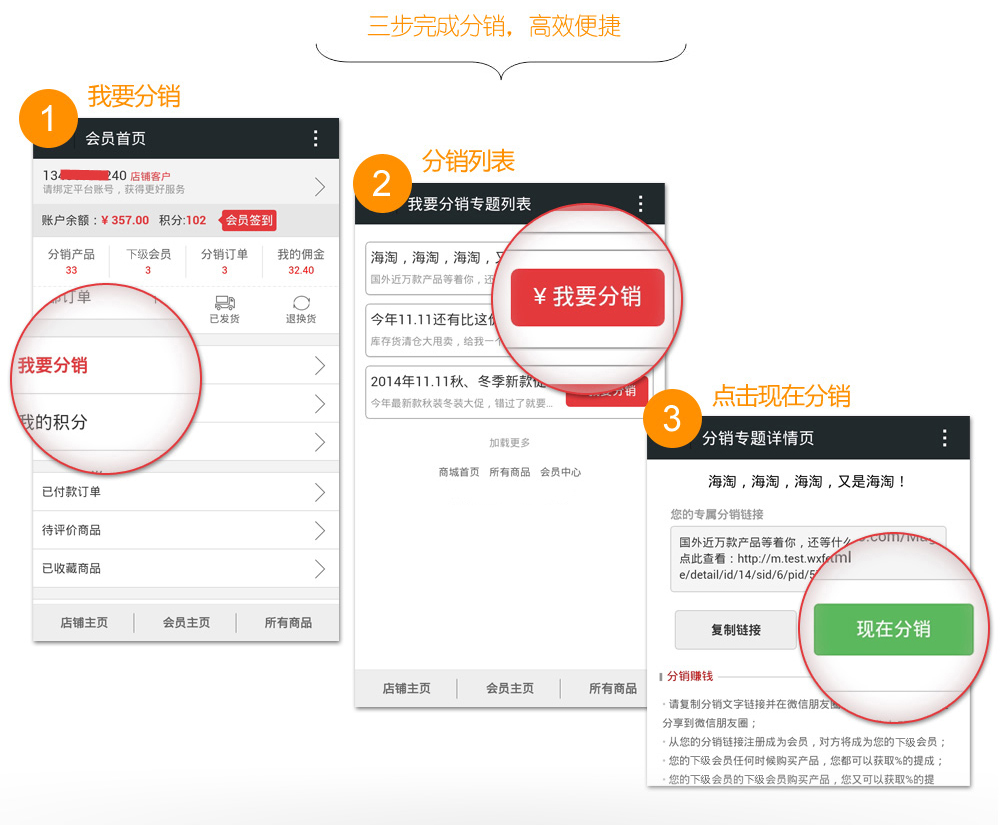 三步完成分销，高效便捷
1 我要分销
会员首页
134 240 店铺客户
请绑定平台账号，获得更好服务
账户余额：¥ 357.00 积分:102 会员签到
分销产品 下级会员 分销订单 我的佣金
33 3 3 32.40
订单
已发货 退换货
我要分销
我的积分
已付款订单
待评价商品
已收藏商品
店铺主页 会员主页 所有商品
2 分销列表
我要分销专题列表
海淘，海淘，海淘，又
国外近万款产品等着你，还
¥ 我要分销
今年11.11还有比这价
库存货清仓大甩卖，给我一个
2014年11.11秋、冬季新款促
今年最新款秋装冬装大促，错过了就要...
我要分销
加载更多
商城首页 所有商品 会员中心
店铺主页 会员主页 所有商品
3 点击现在分销
分销专题详情页
海淘，海淘，海淘，又是海淘！
您的专属分销链接
国外近万款产品等着你，还等什么
点此查看：http://m.test.wx
e/detail/id/14/sid/6/pid/5
复制链接 现在分销
分销赚钱
· 请复制分销文字链接并在微信朋友圈
分享到微信朋友圈；
· 从您的分销链接注册成为会员，对方将成为您的下级会员；
· 您的下级会员任何时候购买产品，您都可以获取%的提成；
· 您的下级会员的下级会员购买产品，您又可以获取%的提